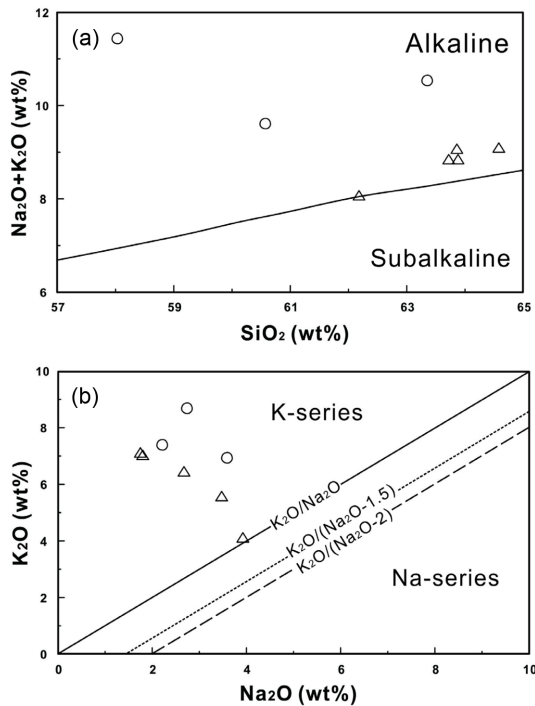 (a)
Alkaline
Subalkaline
Na₂O+K₂O (wt%)
12
10
8
6
57
59
61
63
65
SiO₂ (wt%)
(b)
K-series
K₂O/Na₂O
K₂O/(Na₂O-1.5)
K₂O/(Na₂O-2)
Na-series
K₂O (wt%)
10
8
6
4
2
0
0
2
4
6
8
10
Na₂O (wt%)